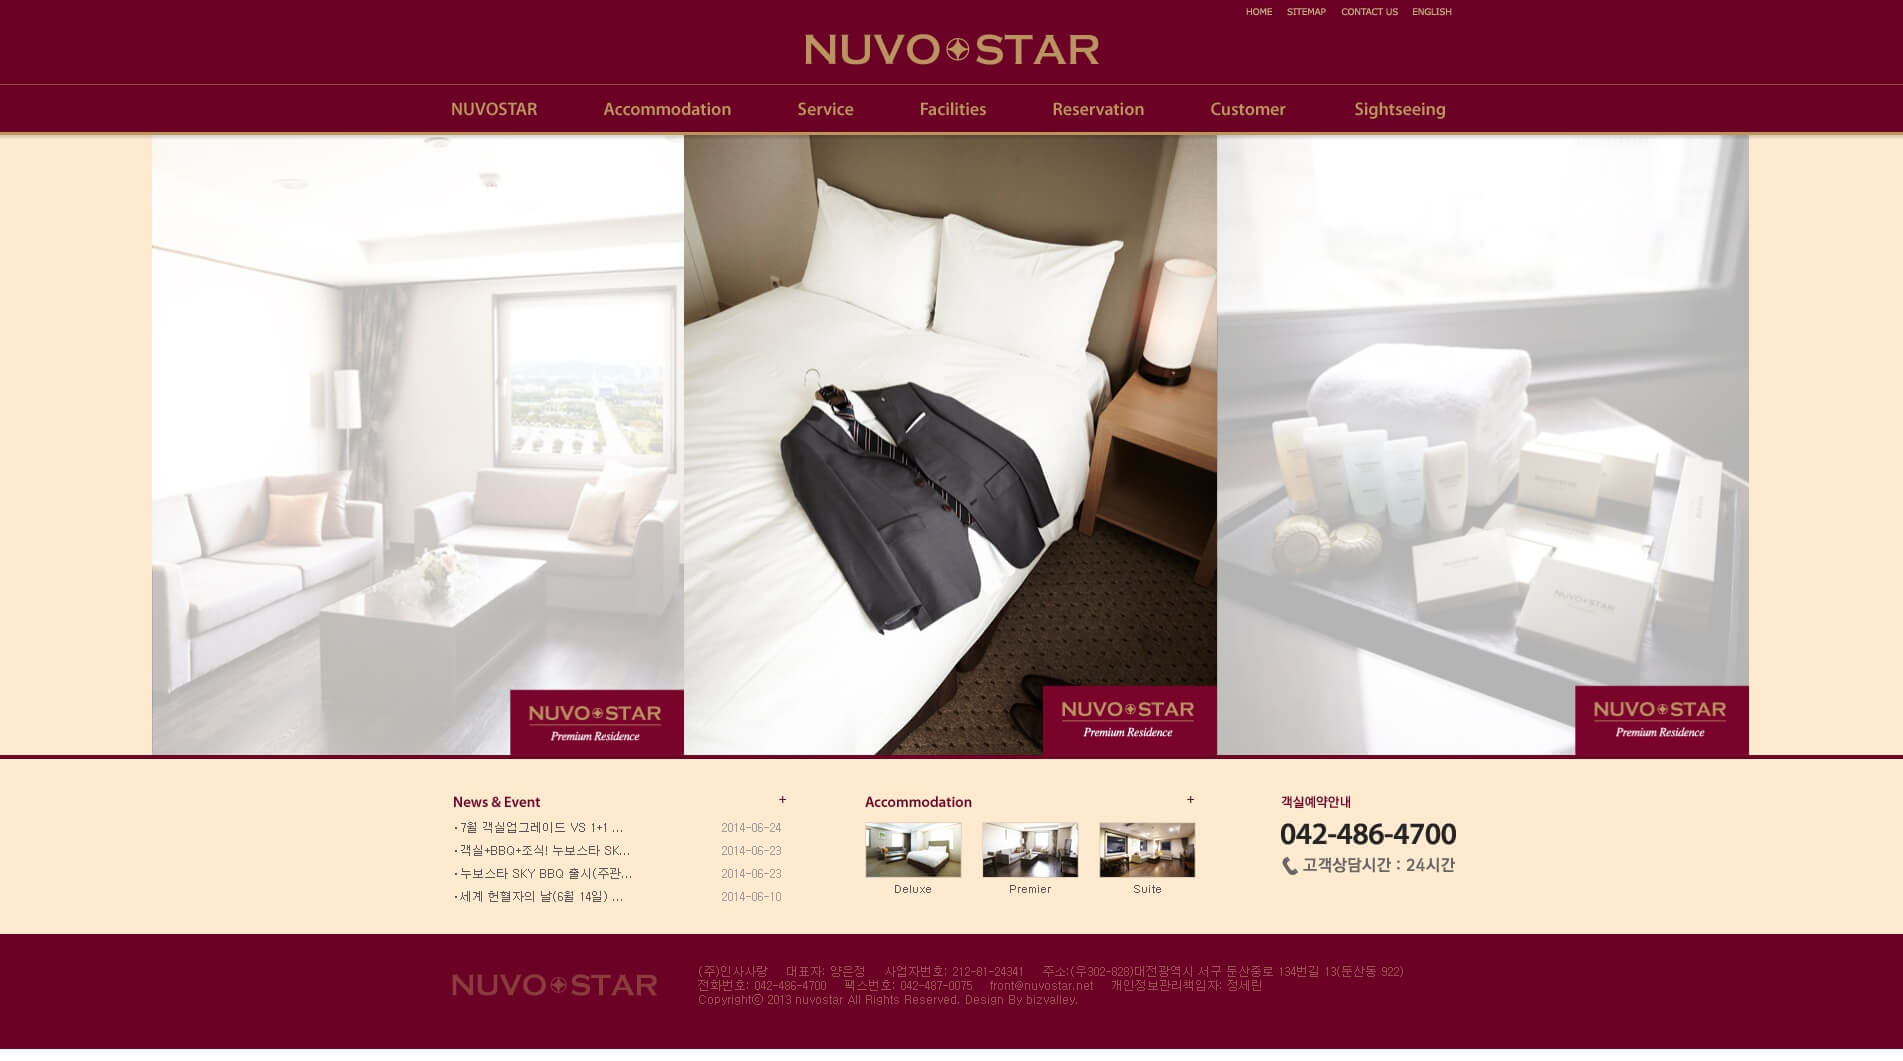 HOME SITEMAP CONTACT US ENGLISH
NUVO STAR
NUVOSTAR Accommodation Service Facilities Reservation Customer Sightseeing
NUVO STAR
Premium Residence
NUVO STAR
Premium Residence
NUVO STAR
NUVO STAR
Premium Residence
News & Event +
·7월 객실업그레이드 VS 1+1 ... 2014-06-24
·객실+BBQ+조식! 누보스타 SK... 2014-06-23
·누보스타 SKY BBQ 출시(주관... 2014-06-23
·세계 헌혈자의 날(6월 14일) ... 2014-06-10
Accommodation +
Deluxe Premier Suite
객실예약안내
042-486-4700
고객상담시간 : 24시간
NUVO STAR
(주)인사사랑 대표자: 양은정 사업자번호: 212-81-24341 주소:(우302-828)대전광역시 서구 둔산중로 134번길 13(둔산동 922)
전화번호: 042-486-4700 팩스번호: 042-487-0075 front@nuvostar.net 개인정보관리책임자: 정세린
Copyrightⓒ 2013 nuvostar All Rights Reserved. Design By bizvalley.